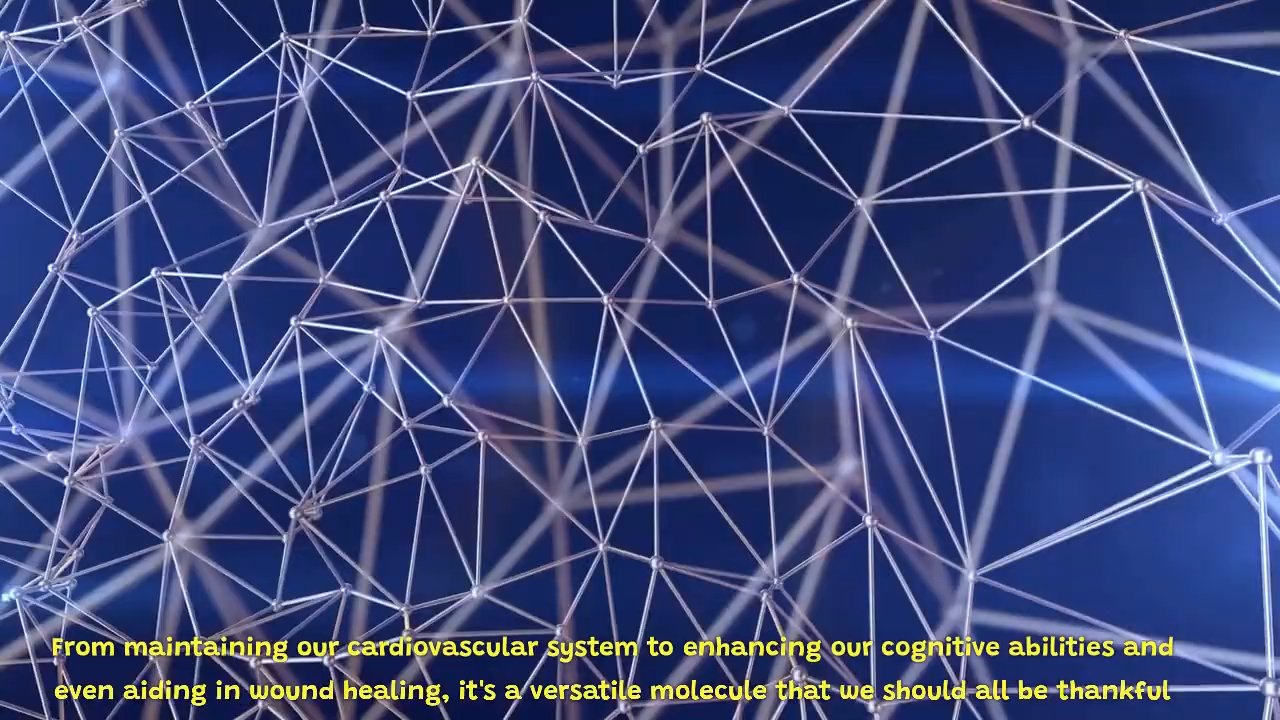 From maintaining our cardiovascular system to enhancing our cognitive abilities and
even aiding in wound healing, it's a versatile molecule that we should all be thankful